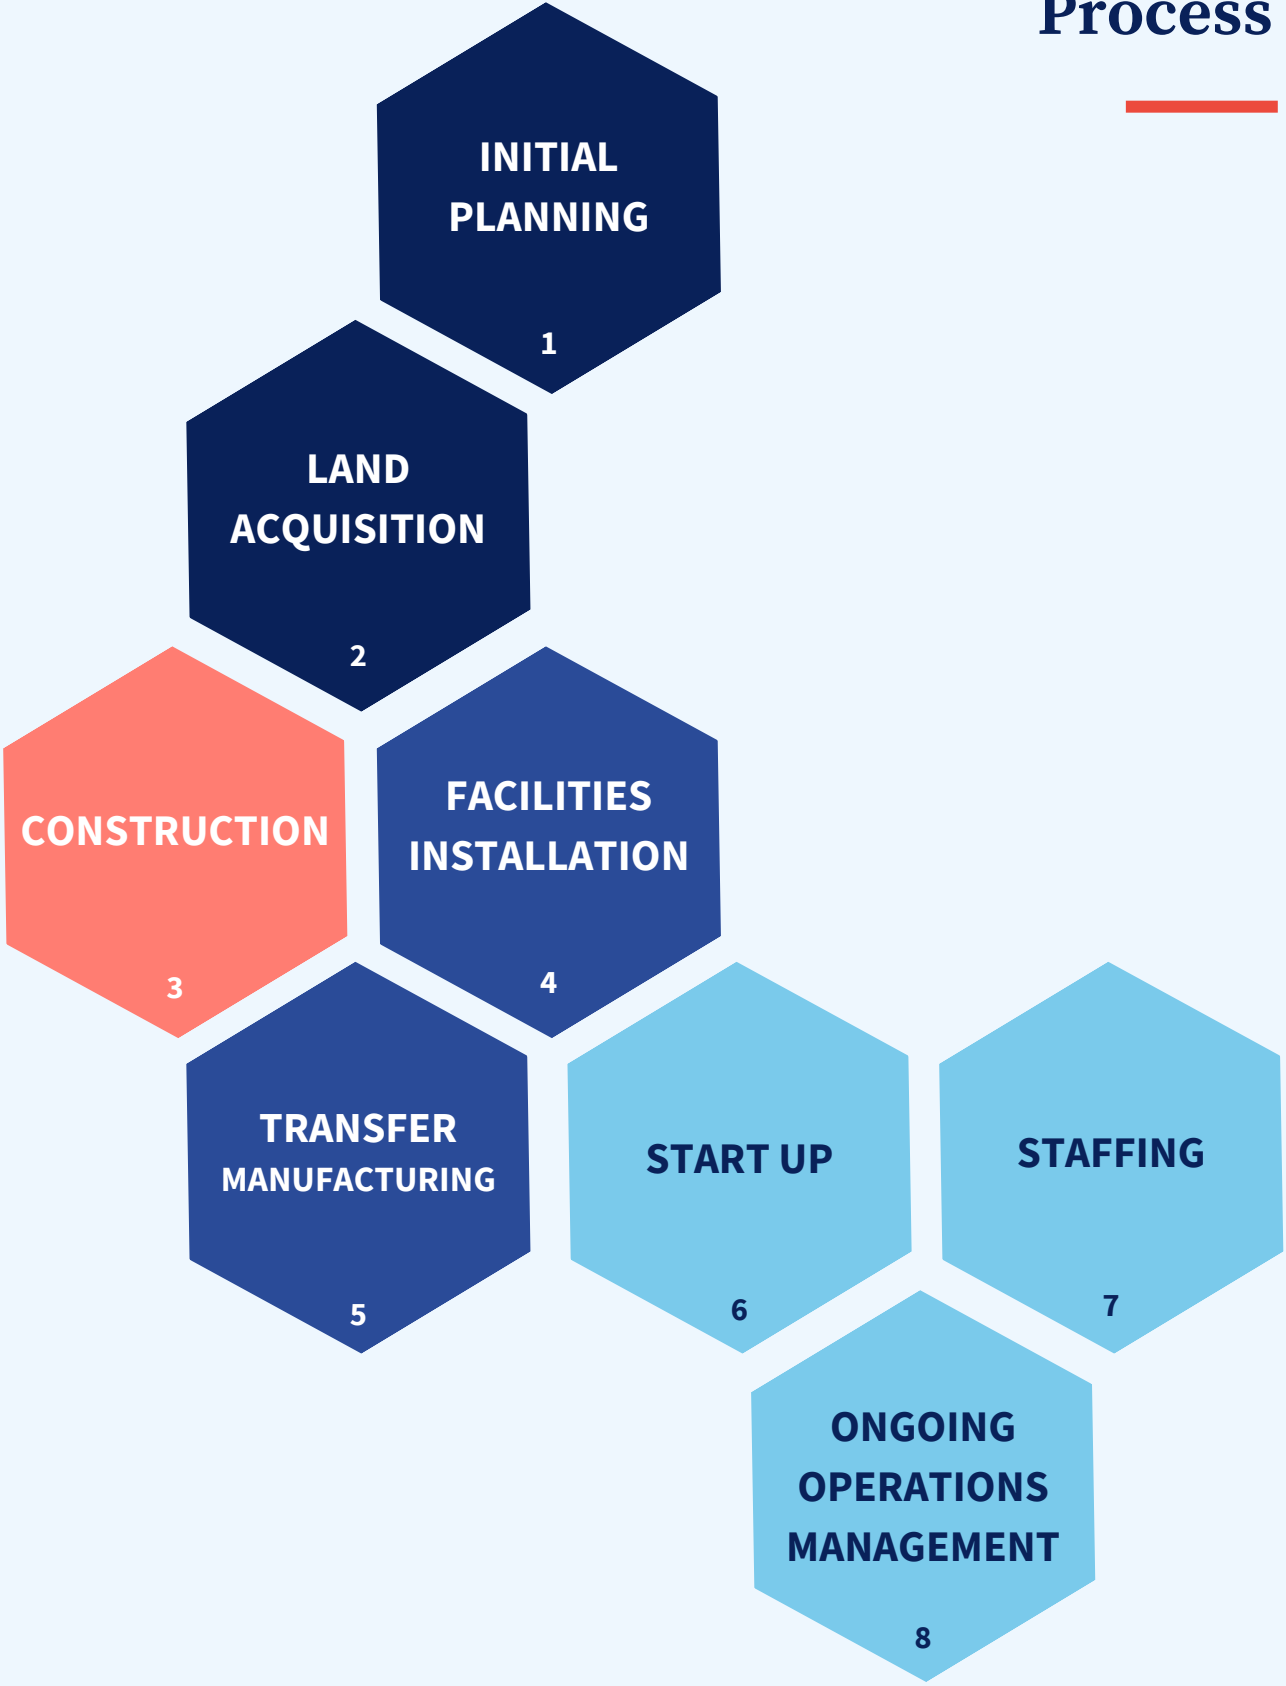 Process
INITIAL
PLANNING
1
LAND
ACQUISITION
2
CONSTRUCTION
3
FACILITIES
INSTALLATION
4
TRANSFER
MANUFACTURING
5
START UP
6
STAFFING
7
ONGOING
OPERATIONS
MANAGEMENT
8